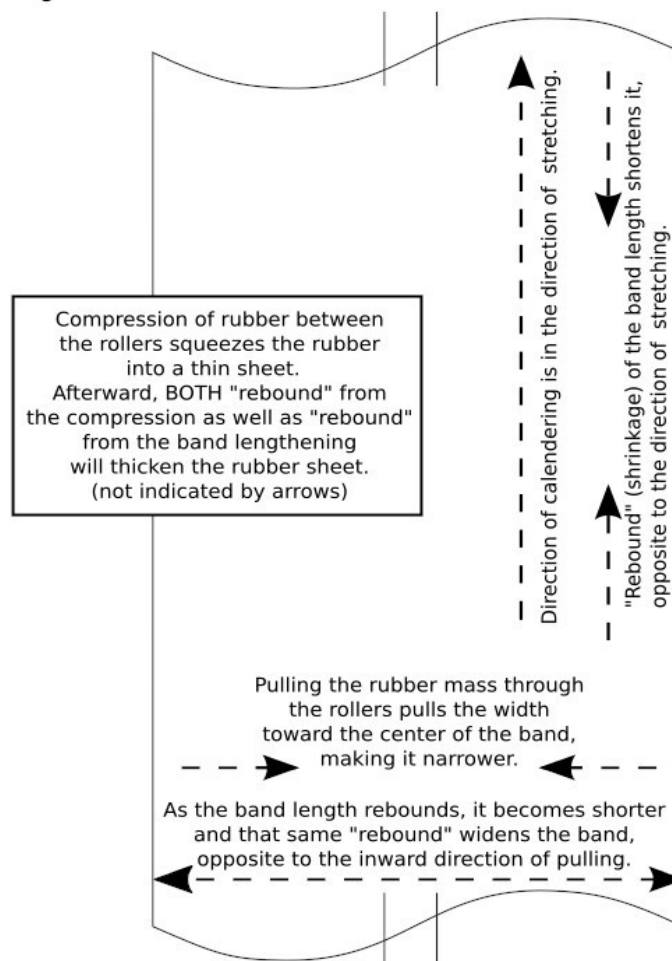 Direction of calendering is in the direction of stretching.
"Rebound" (shrinkage) of the band length shortens it,
opposite to the direction of stretching.
Compression of rubber between
the rollers squeezes the rubber
into a thin sheet.
Afterward, BOTH "rebound" from
the compression as well as "rebound"
from the band lengthening
will thicken the rubber sheet.
(not indicated by arrows)
Pulling the rubber mass through
the rollers pulls the width
toward the center of the band,
making it narrower.
As the band length rebounds, it becomes shorter
and that same "rebound" widens the band,
opposite to the inward direction of pulling.